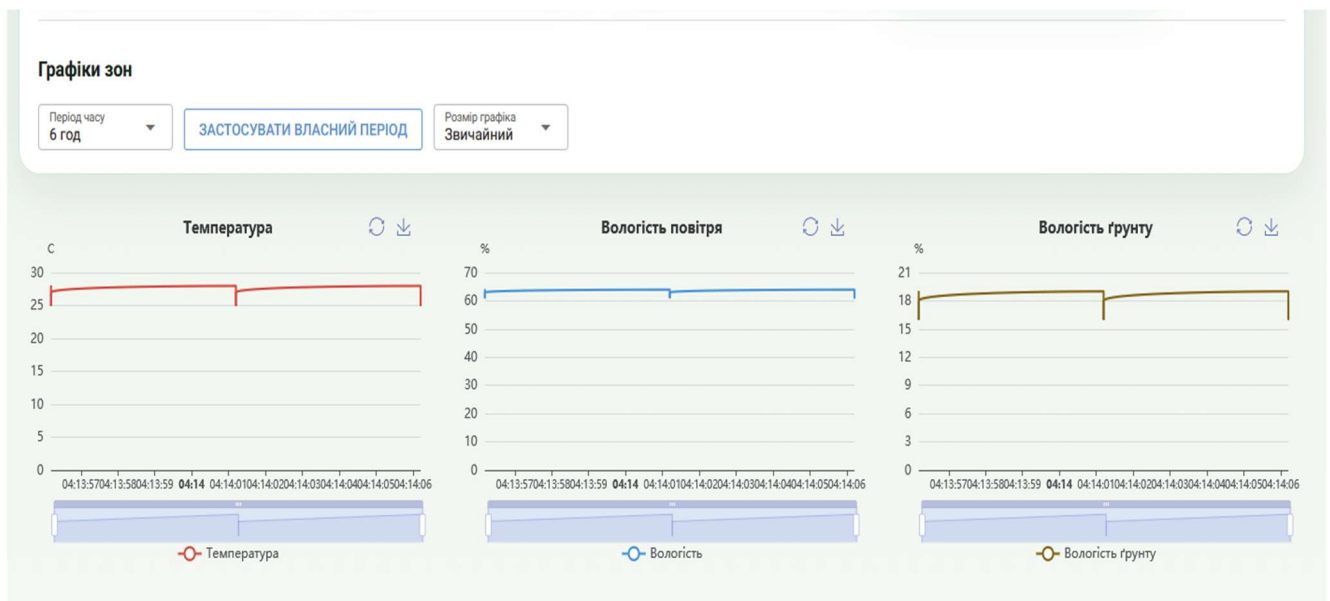 Графіки зон
Період часу
6 год
ЗАСТОСУВАТИ ВЛАСНИЙ ПЕРІОД
Розмір графіка
Звичайний
Температура
C
30
25
20
15
10
5
0
04:13:57 04:13:58 04:13:59 04:14 04:14:01 04:14:02 04:14:03 04:14:04 04:14:05 04:14:06
Температура
Вологість повітря
%
70
60
50
40
30
20
10
0
04:13:57 04:13:58 04:13:59 04:14 04:14:01 04:14:02 04:14:03 04:14:04 04:14:05 04:14:06
Вологість
Вологість ґрунту
%
21
18
15
12
9
6
3
0
04:13:57 04:13:58 04:13:59 04:14 04:14:01 04:14:02 04:14:03 04:14:04 04:14:05 04:14:06
Вологість ґрунту